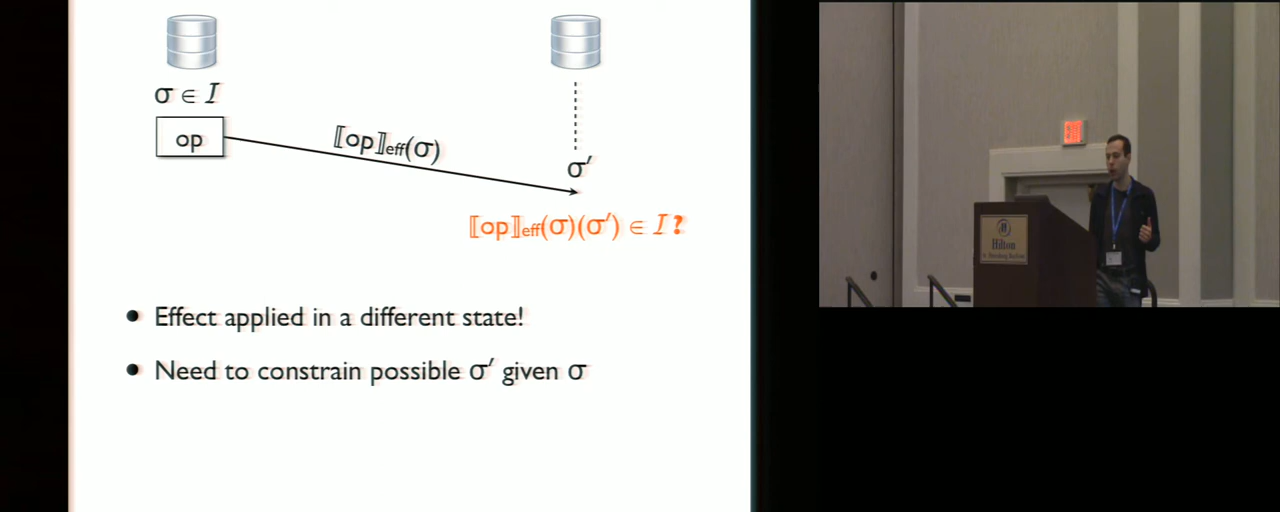 σ ∈ I
op
⟦op⟧eff(σ)
σ′
⟦op⟧eff(σ)(σ′) ∈ I ?
• Effect applied in a different state!
• Need to constrain possible σ′ given σ
Hilton